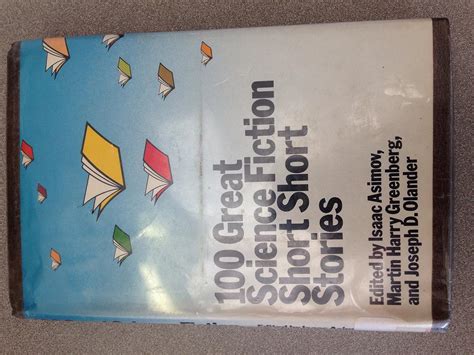 100 Great
Science Fiction
Short Short
Stories
Edited by Isaac Asimov,
Martin Harry Greenberg,
and Joseph D. Olander